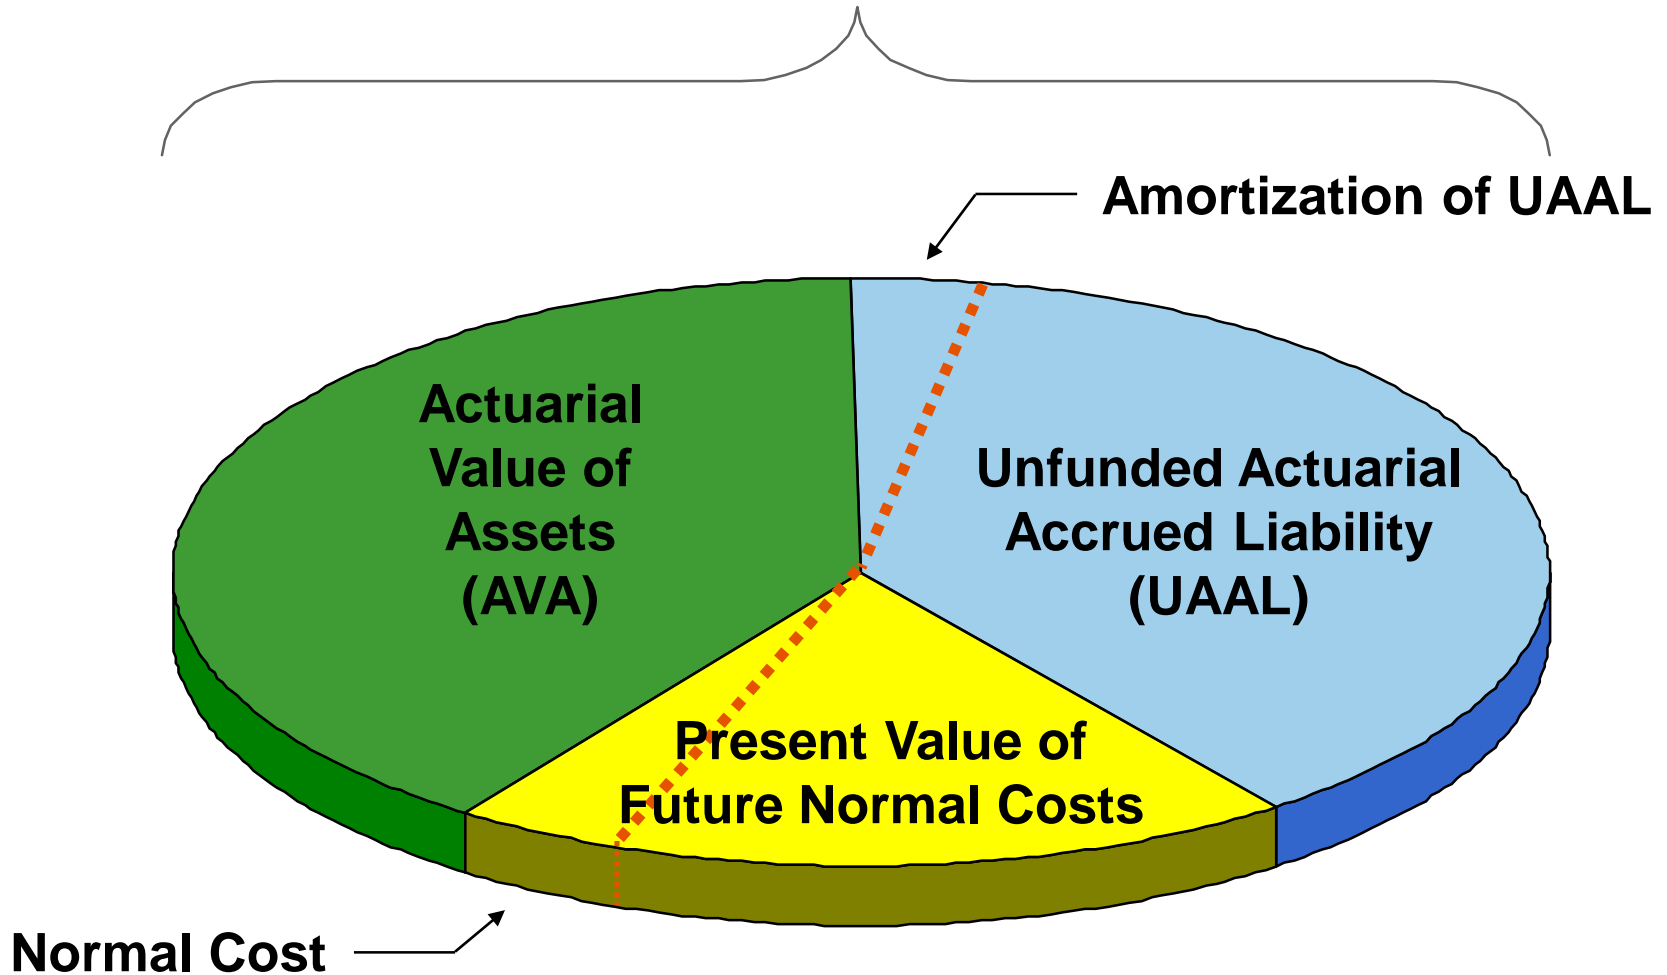 Amortization of UAAL
Actuarial
Value of
Assets
(AVA)
Unfunded Actuarial
Accrued Liability
(UAAL)
Present Value of
Future Normal Costs
Normal Cost